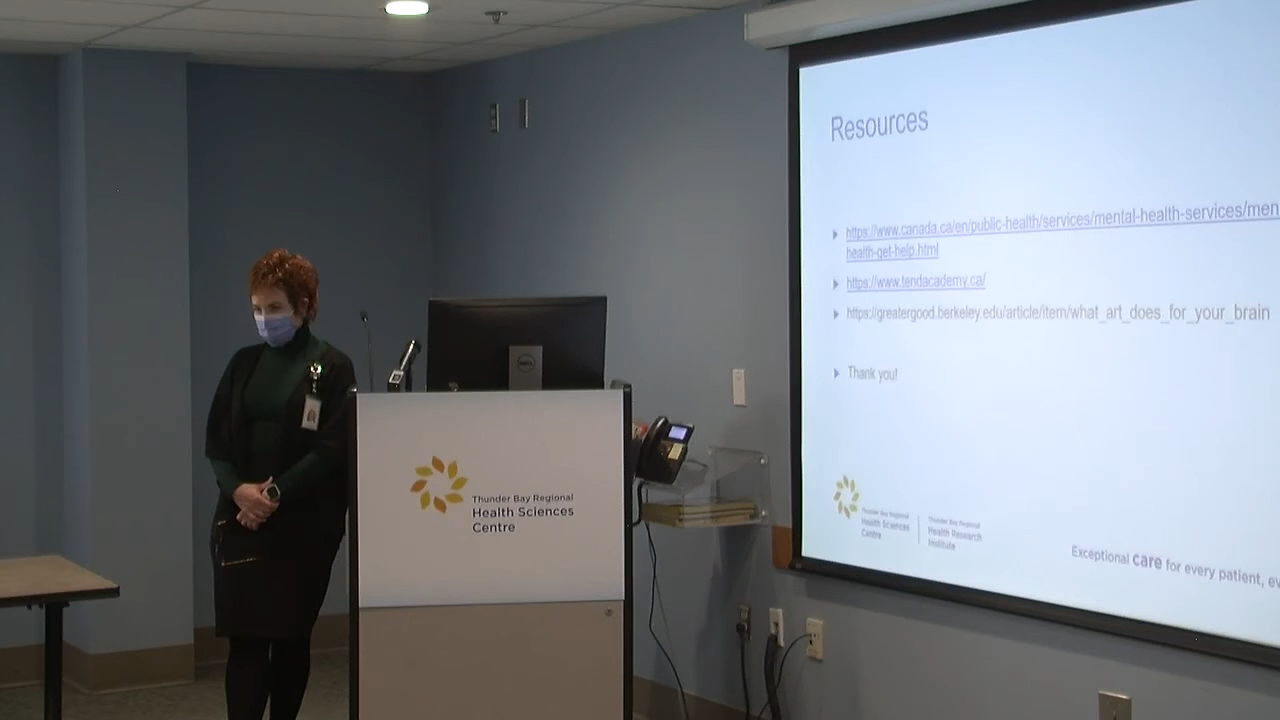 Resources
https://www.canada.ca/en/public-health/services/mental-health-services/men
health-get-help.html
https://www.tendacademy.ca/
https://greatergood.berkeley.edu/article/item/what_art_does_for_your_brain
Thank you!
Thunder Bay Regional
Health Sciences
Centre
Thunder Bay Regional
Health Research
Institute
Exceptional care for every patient, ev
DELL
Thunder Bay Regional
Health Sciences
Centre